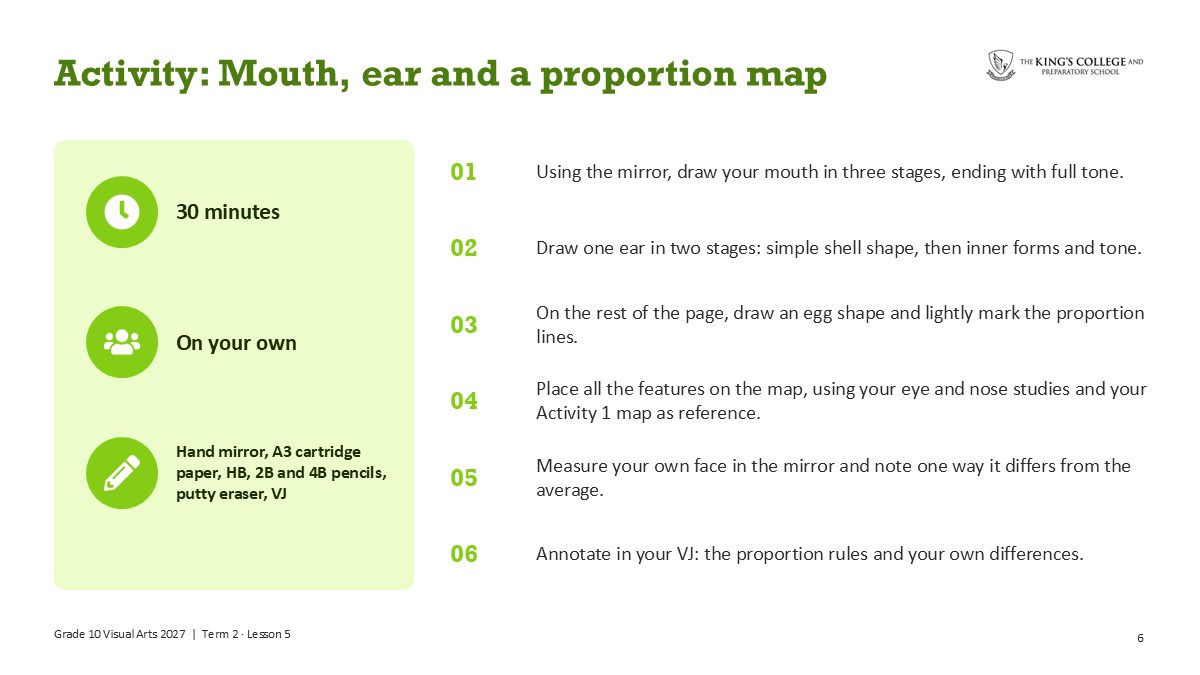 Activity: Mouth, ear and a proportion map
THE KING'S COLLEGE AND
PREPARATORY SCHOOL
30 minutes
On your own
Hand mirror, A3 cartridge
paper, HB, 2B and 4B pencils,
putty eraser, VJ
01
Using the mirror, draw your mouth in three stages, ending with full tone.
02
Draw one ear in two stages: simple shell shape, then inner forms and tone.
03
On the rest of the page, draw an egg shape and lightly mark the proportion
lines.
04
Place all the features on the map, using your eye and nose studies and your
Activity 1 map as reference.
05
Measure your own face in the mirror and note one way it differs from the
average.
06
Annotate in your VJ: the proportion rules and your own differences.
Grade 10 Visual Arts 2027 | Term 2 · Lesson 5
6